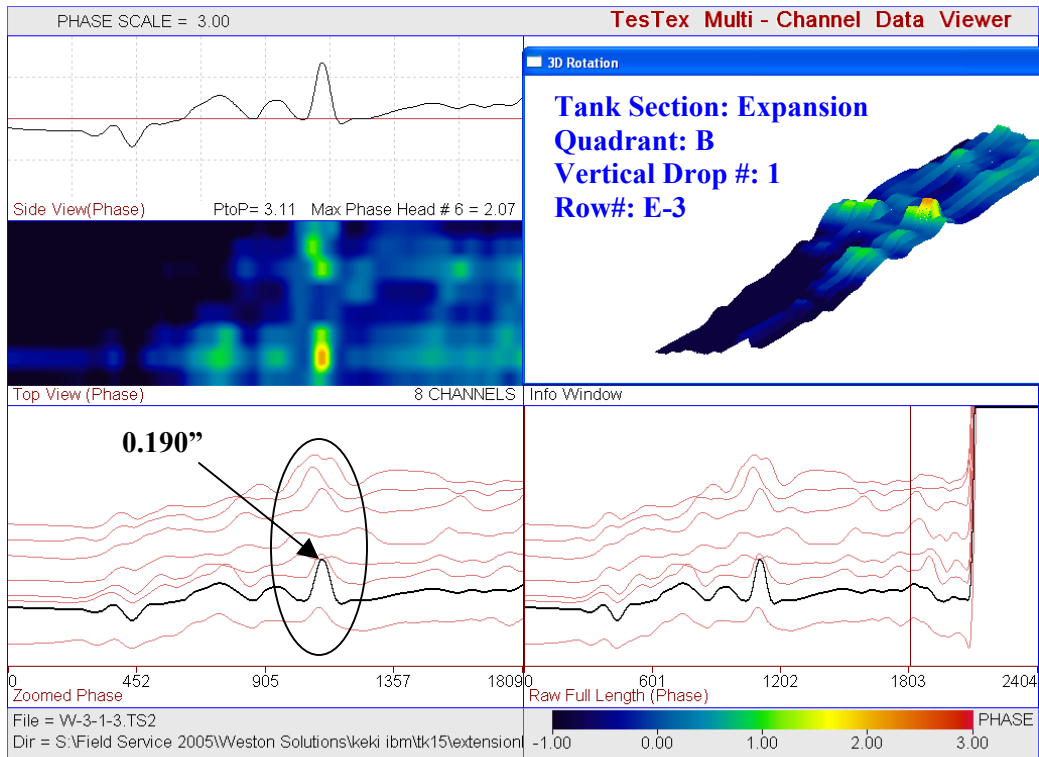 PHASE SCALE = 3.00
TesTex Multi - Channel Data Viewer
3D Rotation
Tank Section: Expansion
Quadrant: B
Vertical Drop #: 1
Row#: E-3
Side View(Phase) PtoP= 3.11 Max Phase Head # 6 = 2.07
Top View (Phase) 8 CHANNELS
Info Window
0.190”
0 452 905 1357 1809
Zoomed Phase
0 601 1202 1803 2404
Raw Full Length (Phase)
File = W-3-1-3.TS2
Dir = S:\Field Service 2005\Weston Solutions\keki ibm\tk15\extensionl
PHASE
-1.00 0.00 1.00 2.00 3.00